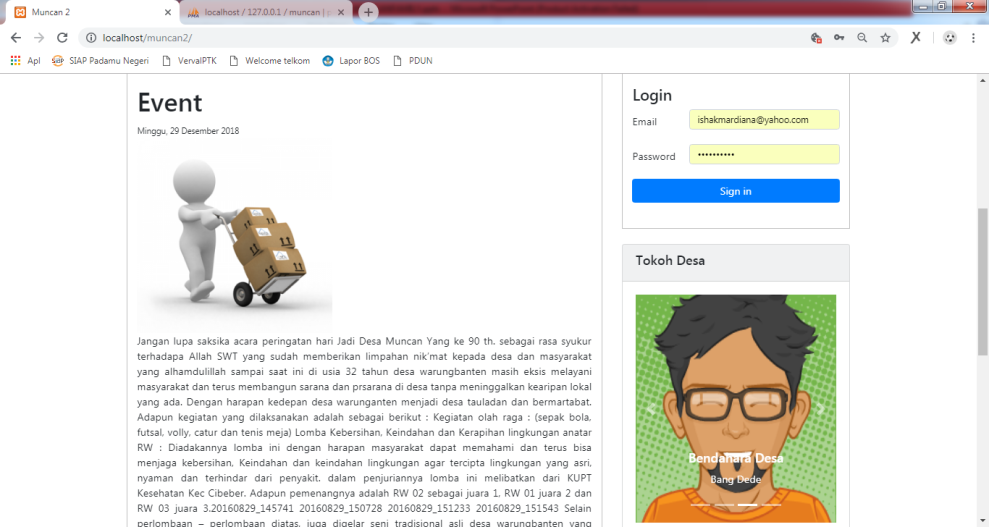 Muncan 2
localhost / 127.0.0.1 / muncan | p
localhost/muncan2/
Apl
SIAP Padamu Negeri
VervalPTK
Welcome telkom
Lapor BOS
PDUN
Event
Minggu, 29 Desember 2018
Jangan lupa saksika acara peringatan hari Jadi Desa Muncan Yang ke 90 th. sebagai rasa syukur
terhadapa Allah SWT yang sudah memberikan limpahan nik'mat kepada desa dan masyarakat
yang alhamdulillah sampai saat ini di usia 32 tahun desa warungbanten masih eksis melayani
masyarakat dan terus membangun sarana dan prsarana di desa tanpa meninggalkan kearipan lokal
yang ada. Dengan harapan kedepan desa warunganten menjadi desa tauladan dan bermartabat.
Adapun kegiatan yang dilaksanakan adalah sebagai berikut : Kegiatan olah raga : (sepak bola,
futsal, volly, catur dan tenis meja) Lomba Kebersihan, Keindahan dan Kerapihan lingkungan anatar
RW : Diadakannya lomba ini dengan harapan masyarakat dapat memahami dan terus bisa
menjaga kebersihan, Keindahan dan keindahan lingkungan agar tercipta lingkungan yang asri,
nyaman dan terhindar dari penyakit. dalam penjuriannya lomba ini melibatkan dari KUPT
Kesehatan Kec Cibeber. Adapun pemenangnya adalah RW 02 sebagai juara 1, RW 01 juara 2 dan
RW 03 juara 3.20160829_145741 20160829_150728 20160829_151233 20160829_151543 Selain
perlombaan – perlombaan diatas, juga digelar seni tradisional asli desa warungbanten yang
Login
Email
ishakmardiana@yahoo.com
Password
••••••••••
Sign in
Tokoh Desa
Bendahara Desa
Bang Dede